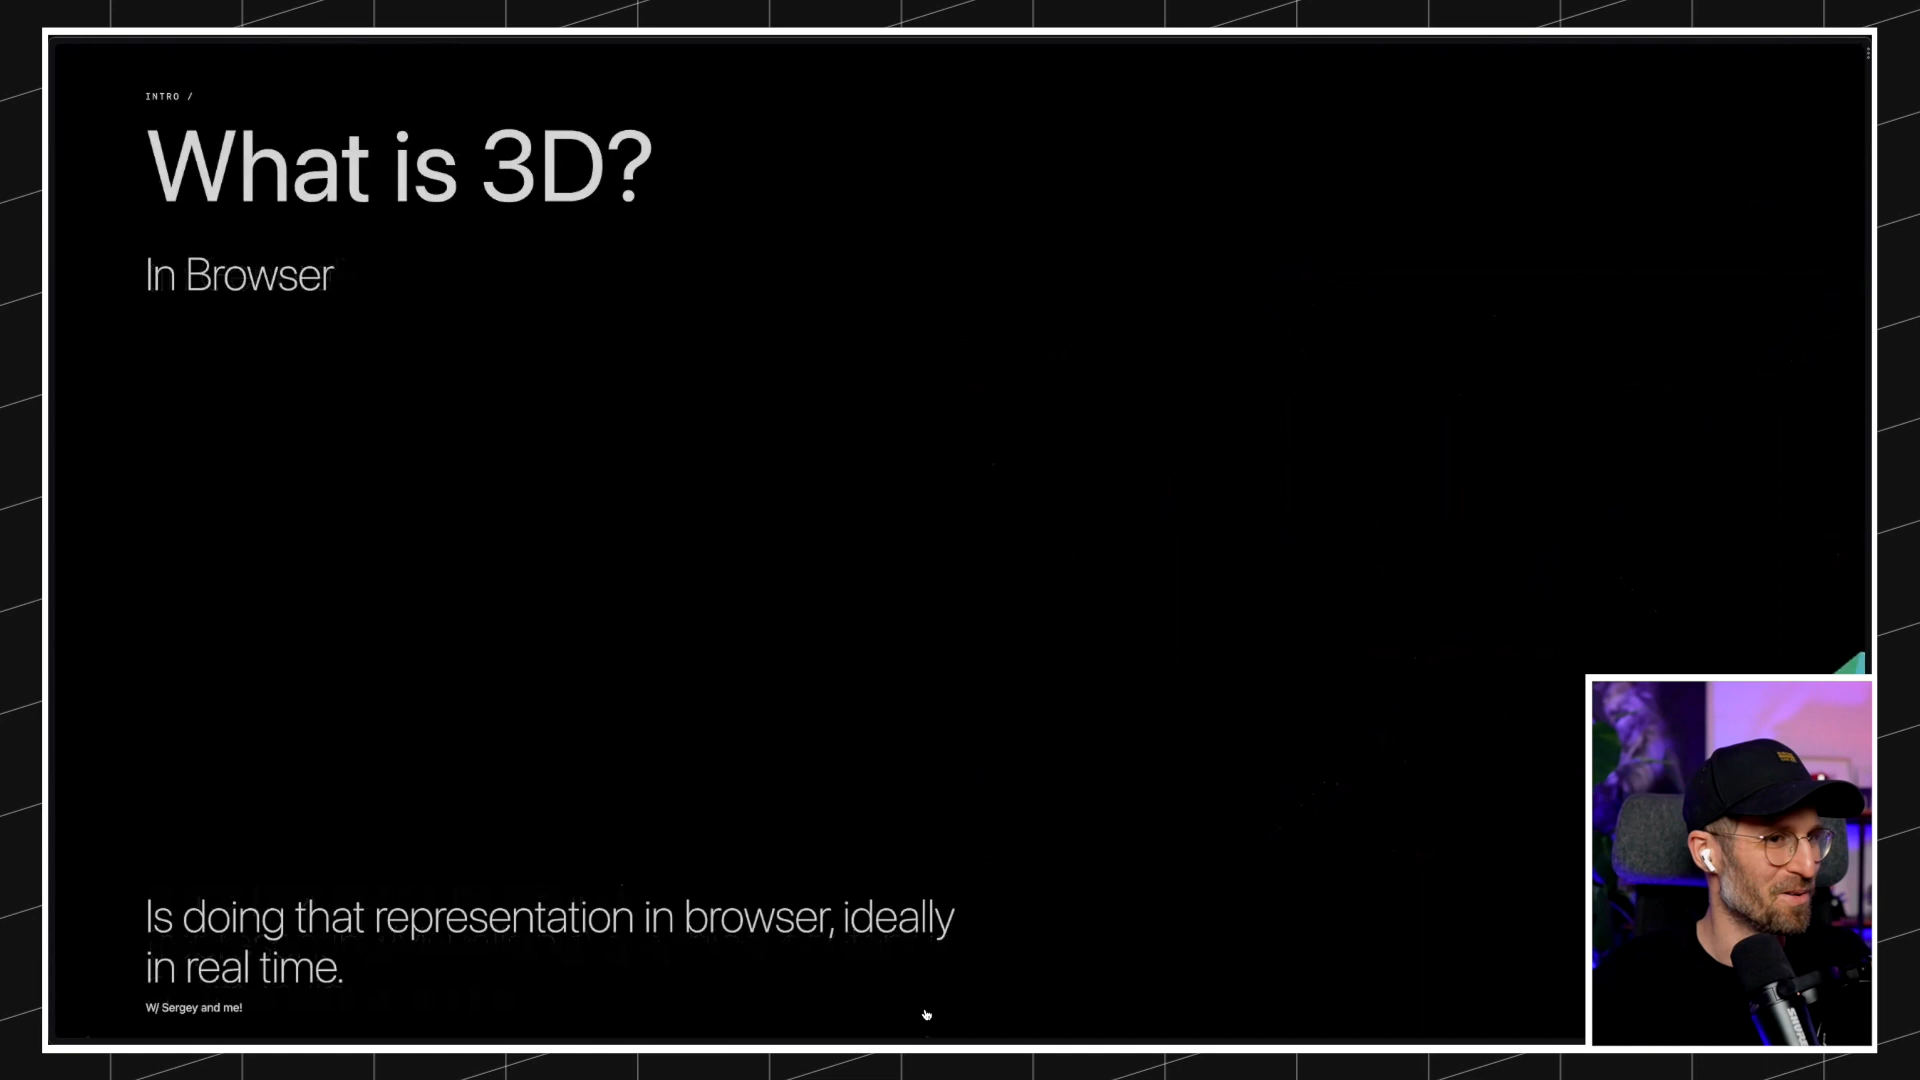 INTRO /
What is 3D?
In Browser
Is doing that representation in browser, ideally
in real time.
W/ Sergey and me!
SHURE